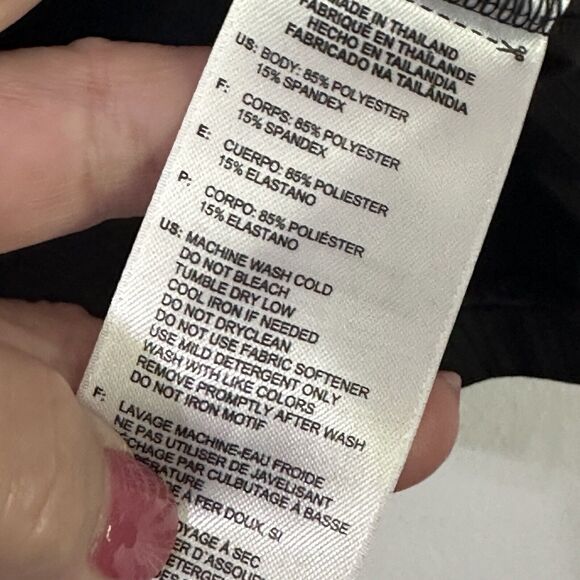 MADE IN THAILAND
FABRIQUÉ EN THAÏLANDE
HECHO EN TAILANDIA
FABRICADO NA TAILÂNDIA
US: BODY: 85% POLYESTER
15% SPANDEX
F: CORPS: 85% POLYESTER
15% SPANDEX
E: CUERPO: 85% POLIESTER
15% ELASTANO
P: CORPO: 85% POLIÉSTER
15% ELASTANO
US: MACHINE WASH COLD
DO NOT BLEACH
TUMBLE DRY LOW
COOL IRON IF NEEDED
DO NOT DRYCLEAN
DO NOT USE FABRIC SOFTENER
USE MILD DETERGENT ONLY
WASH WITH LIKE COLORS
REMOVE PROMPTLY AFTER WASH
DO NOT IRON MOTIF
F: LAVAGE MACHINE-EAU FROIDE
NE PAS UTILISER DE JAVELISANT
PAR CULBUTAGE À BASSE
À FER DOUX, SI
À SEC